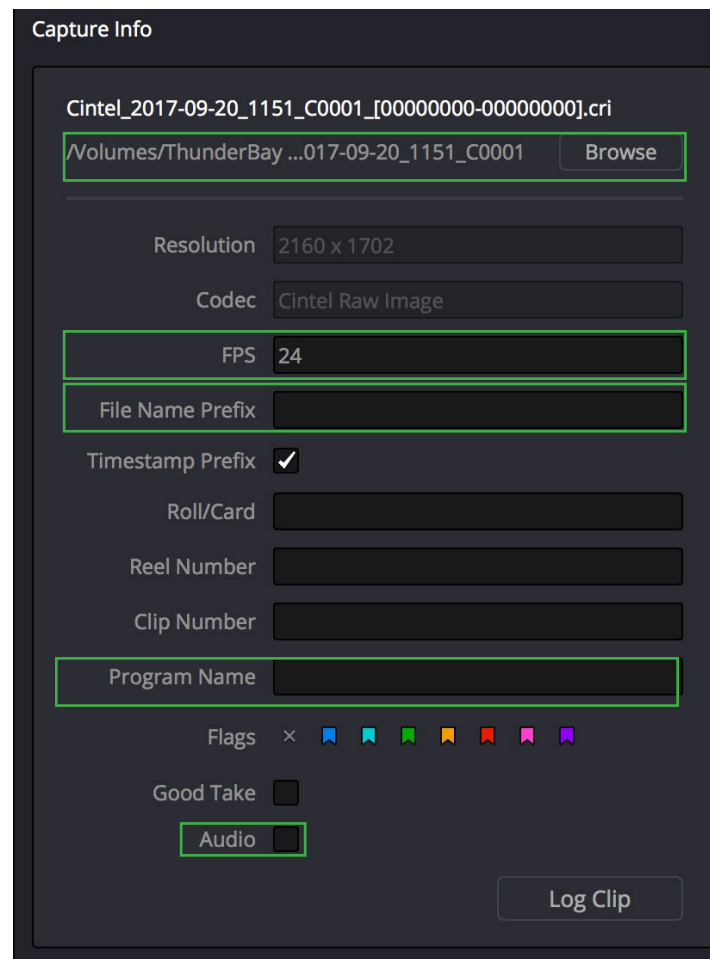 Capture Info
Cintel_2017-09-20_1151_C0001_[00000000-00000000].cri
/Volumes/ThunderBay ...017-09-20_1151_C0001 Browse
Resolution 2160 x 1702
Codec Cintel Raw Image
FPS 24
File Name Prefix
Timestamp Prefix
Roll/Card
Reel Number
Clip Number
Program Name
Flags
Good Take
Audio
Log Clip